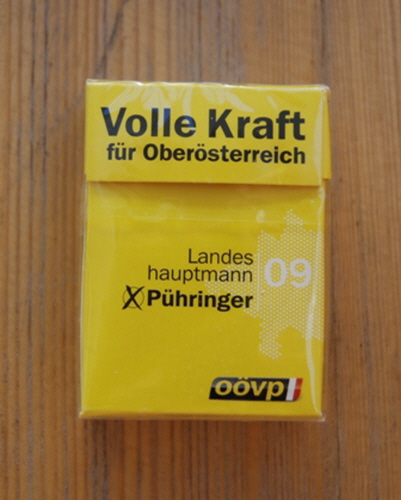 Volle Kraft
für Oberösterreich
Landes
hauptmann 09
Pühringer
oövp